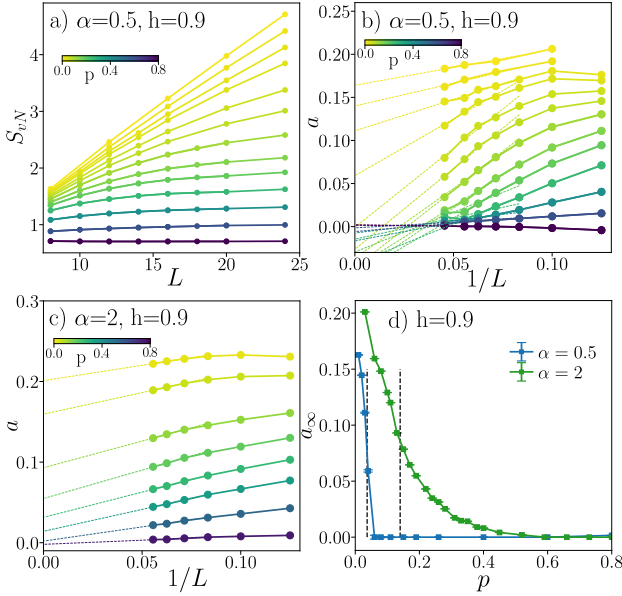 a) α=0.5, h=0.9
0.0 0.4 0.8
p
S_vN
4
3
2
1
10 15 20 25
L
b) α=0.5, h=0.9
0.0 0.4 0.8
p
a
0.25
0.20
0.15
0.10
0.05
0.00
0.00 0.05 0.10
1/L
c) α=2, h=0.9
0.0 0.4 0.8
p
a
0.3
0.2
0.1
0.0
0.00 0.05 0.10
1/L
d) h=0.9
α = 0.5
α = 2
a_∞
0.20
0.15
0.10
0.05
0.00
0.0 0.2 0.4 0.6 0.8
p